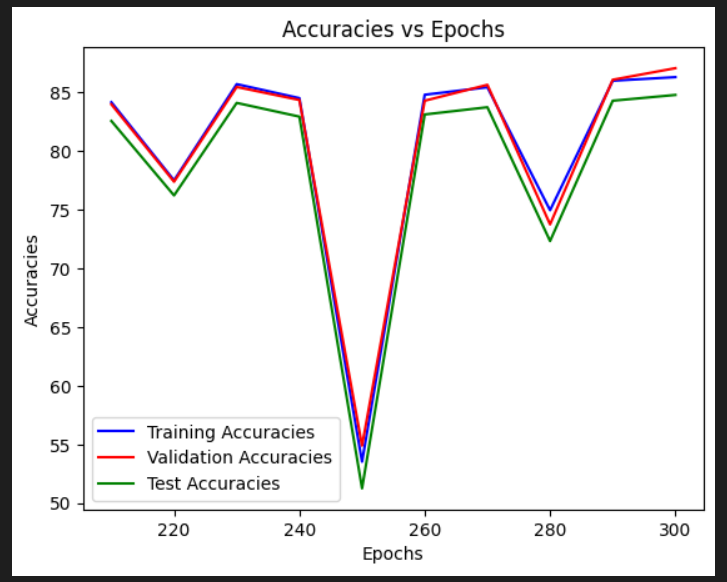 Accuracies vs Epochs
Accuracies
85
80
75
70
65
60
55
50
Training Accuracies
Validation Accuracies
Test Accuracies
220 240 260 280 300
Epochs